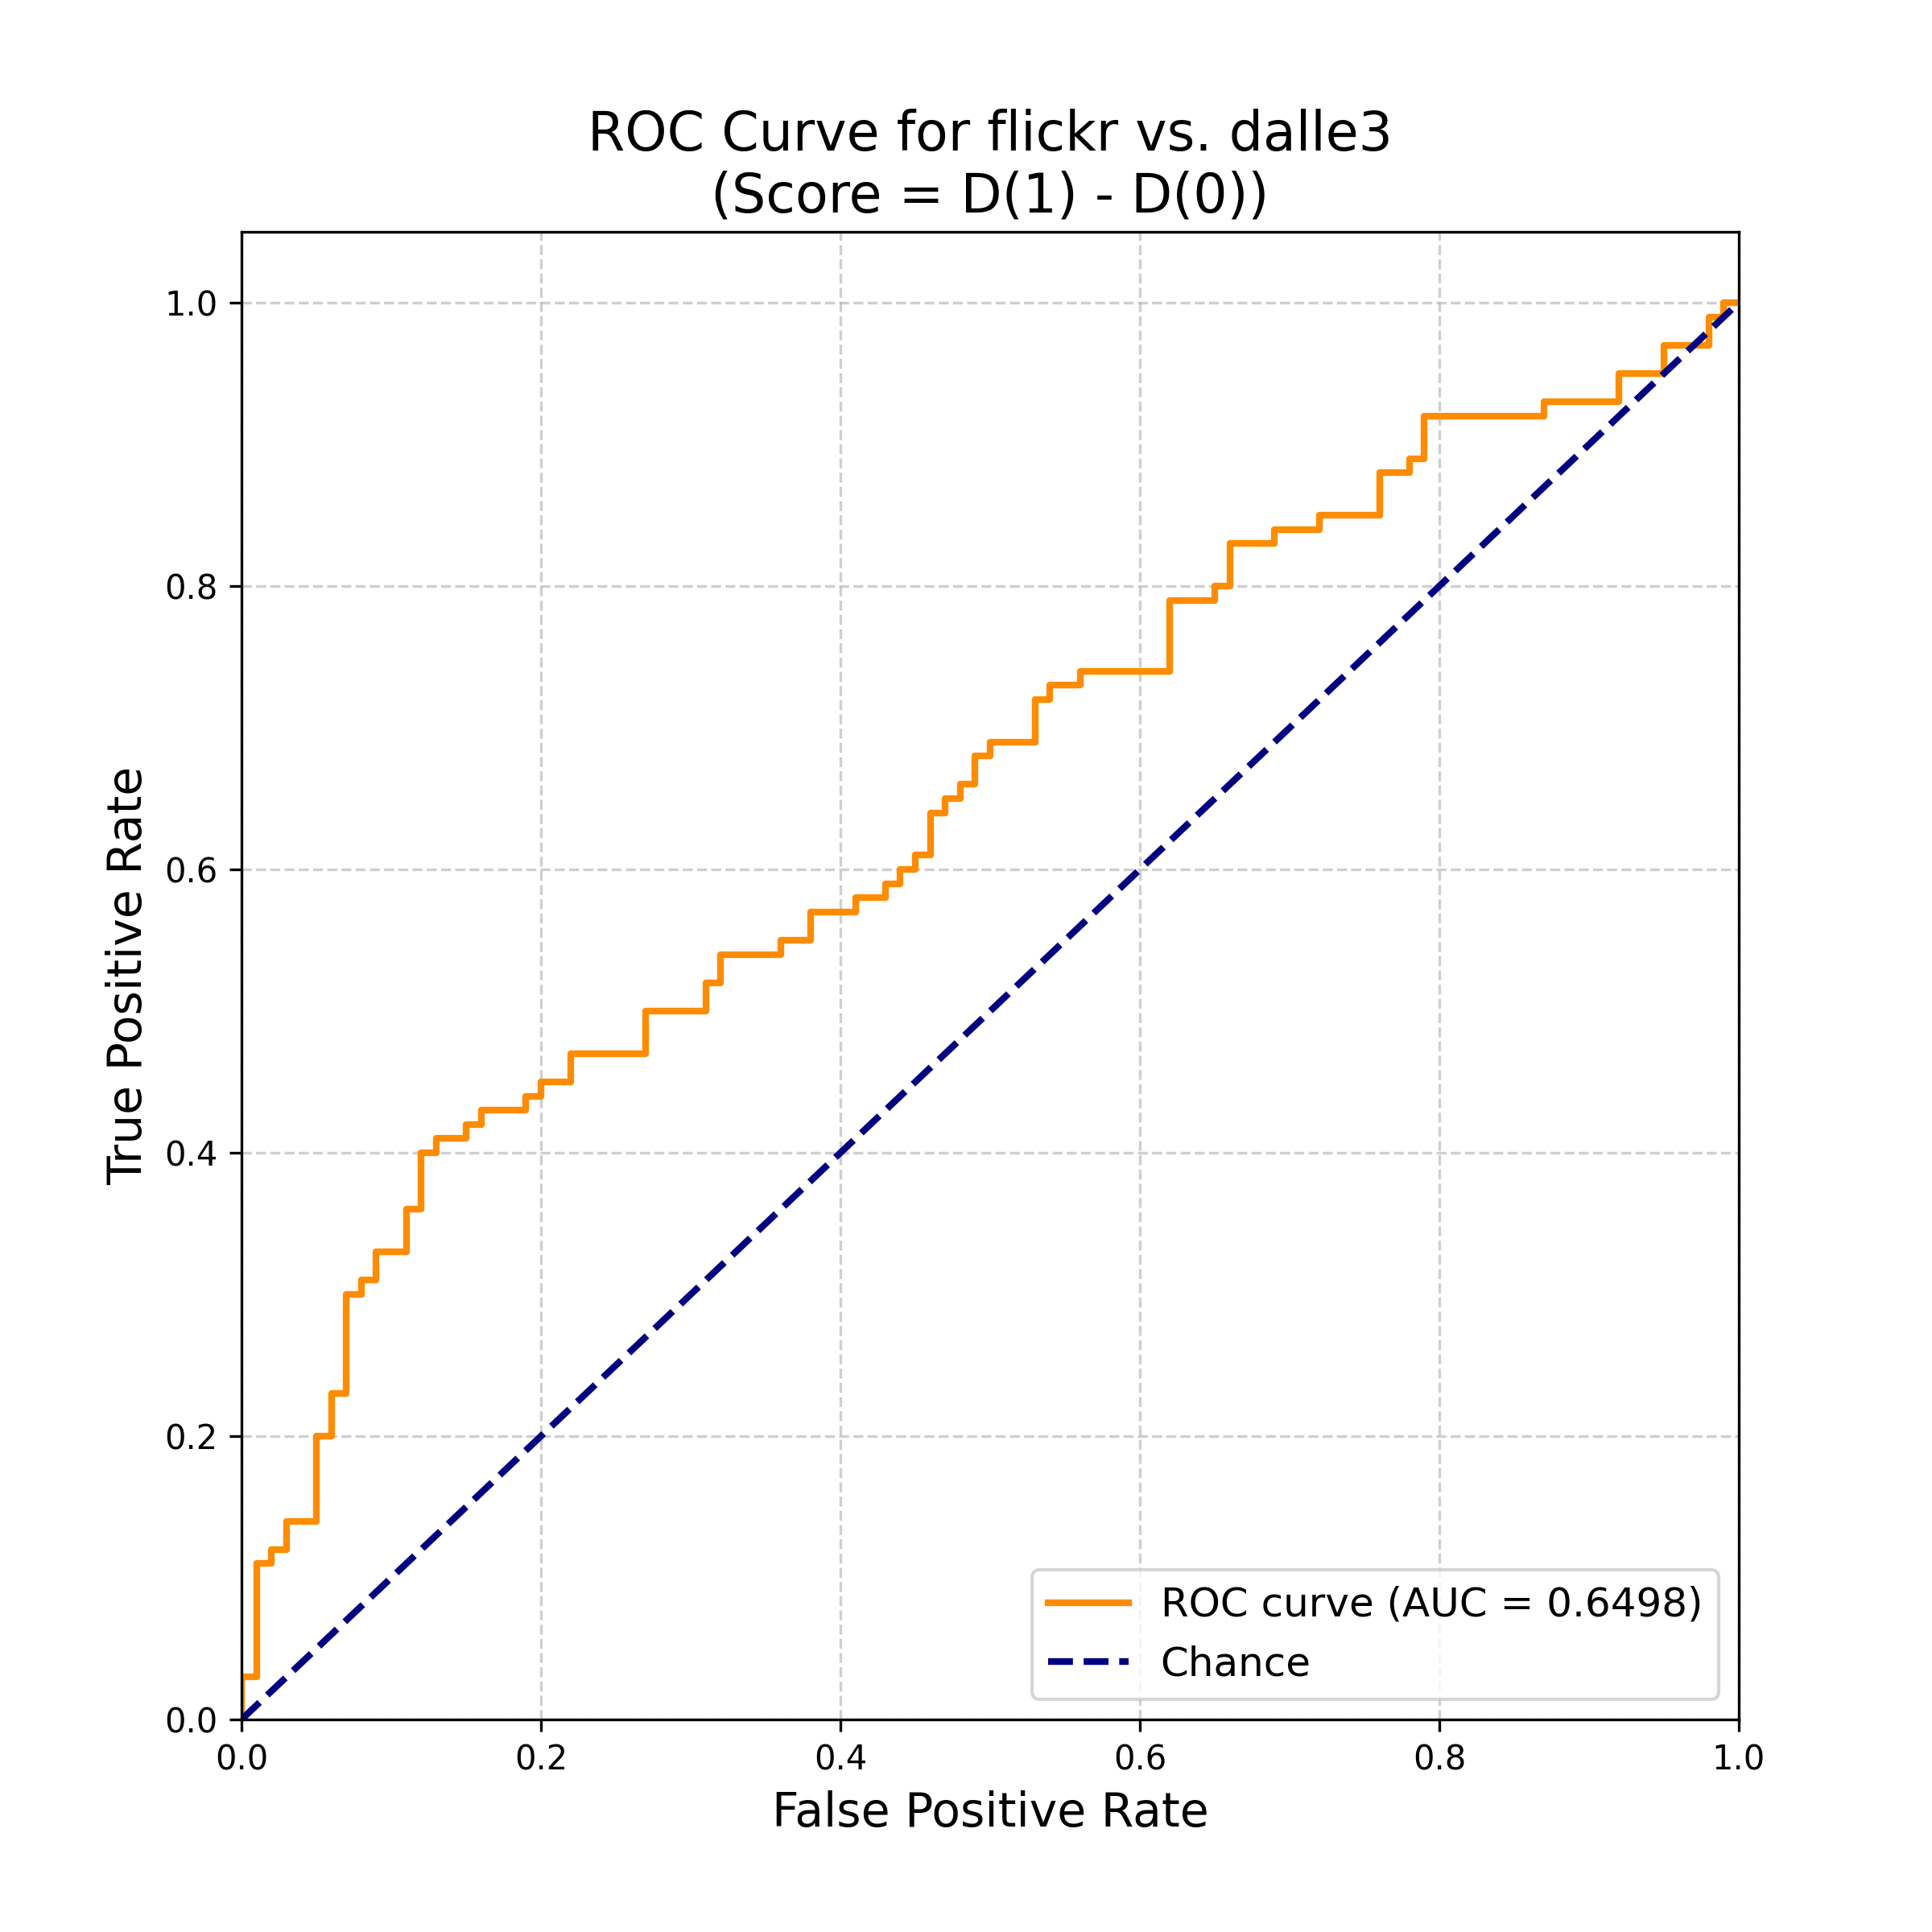 ROC Curve for flickr vs. dalle3
(Score = D(1) - D(0))
True Positive Rate
1.0
0.8
0.6
0.4
0.2
0.0
0.0 0.2 0.4 0.6 0.8 1.0
False Positive Rate
ROC curve (AUC = 0.6498)
Chance